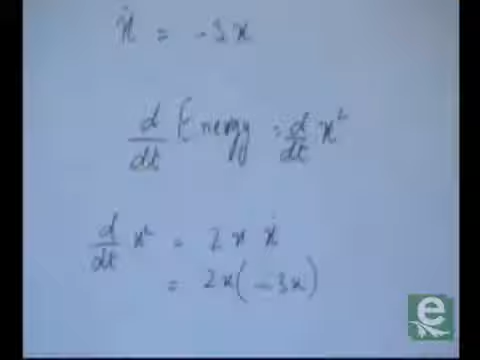 ẋ = -3x
d/dt Energy = d/dt x²
d/dt x² = 2x ẋ
= 2x(-3x)
e